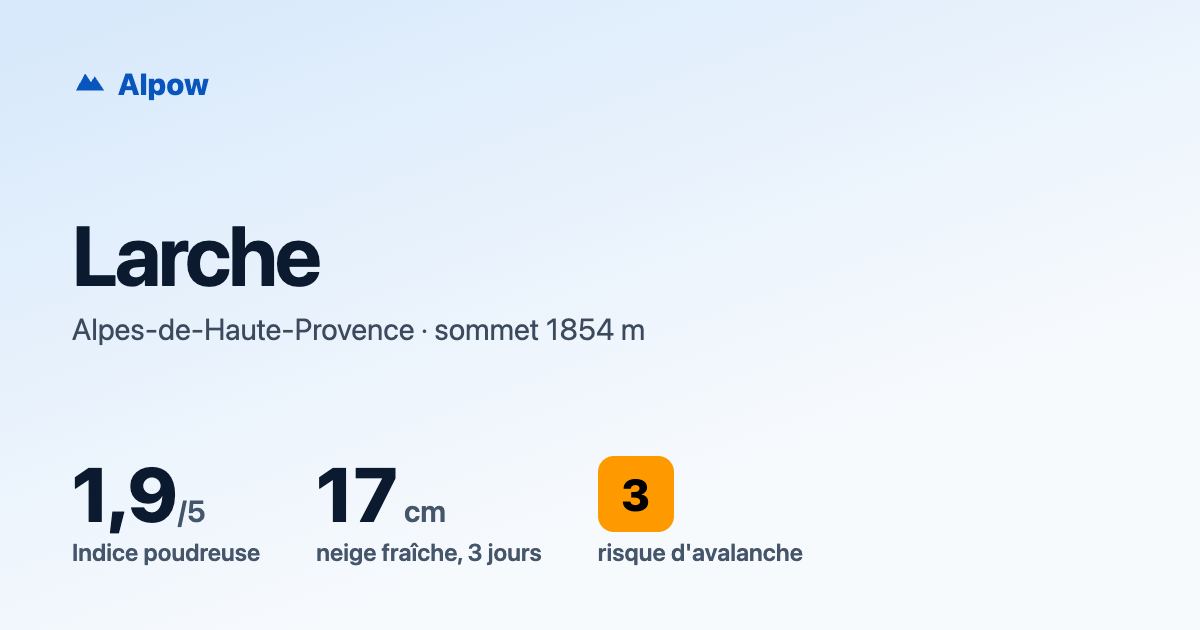 Alpow
Larche
Alpes-de-Haute-Provence · sommet 1854 m
1,9/5
Indice poudreuse
17 cm
neige fraîche, 3 jours
3
risque d'avalanche